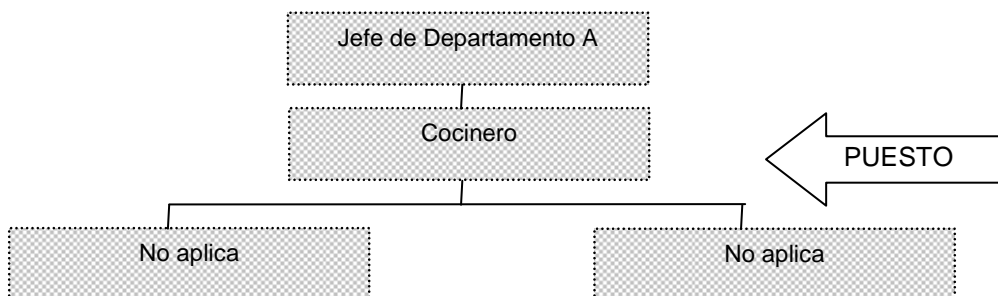 Jefe de Departamento A
Cocinero
PUESTO
No aplica
No aplica